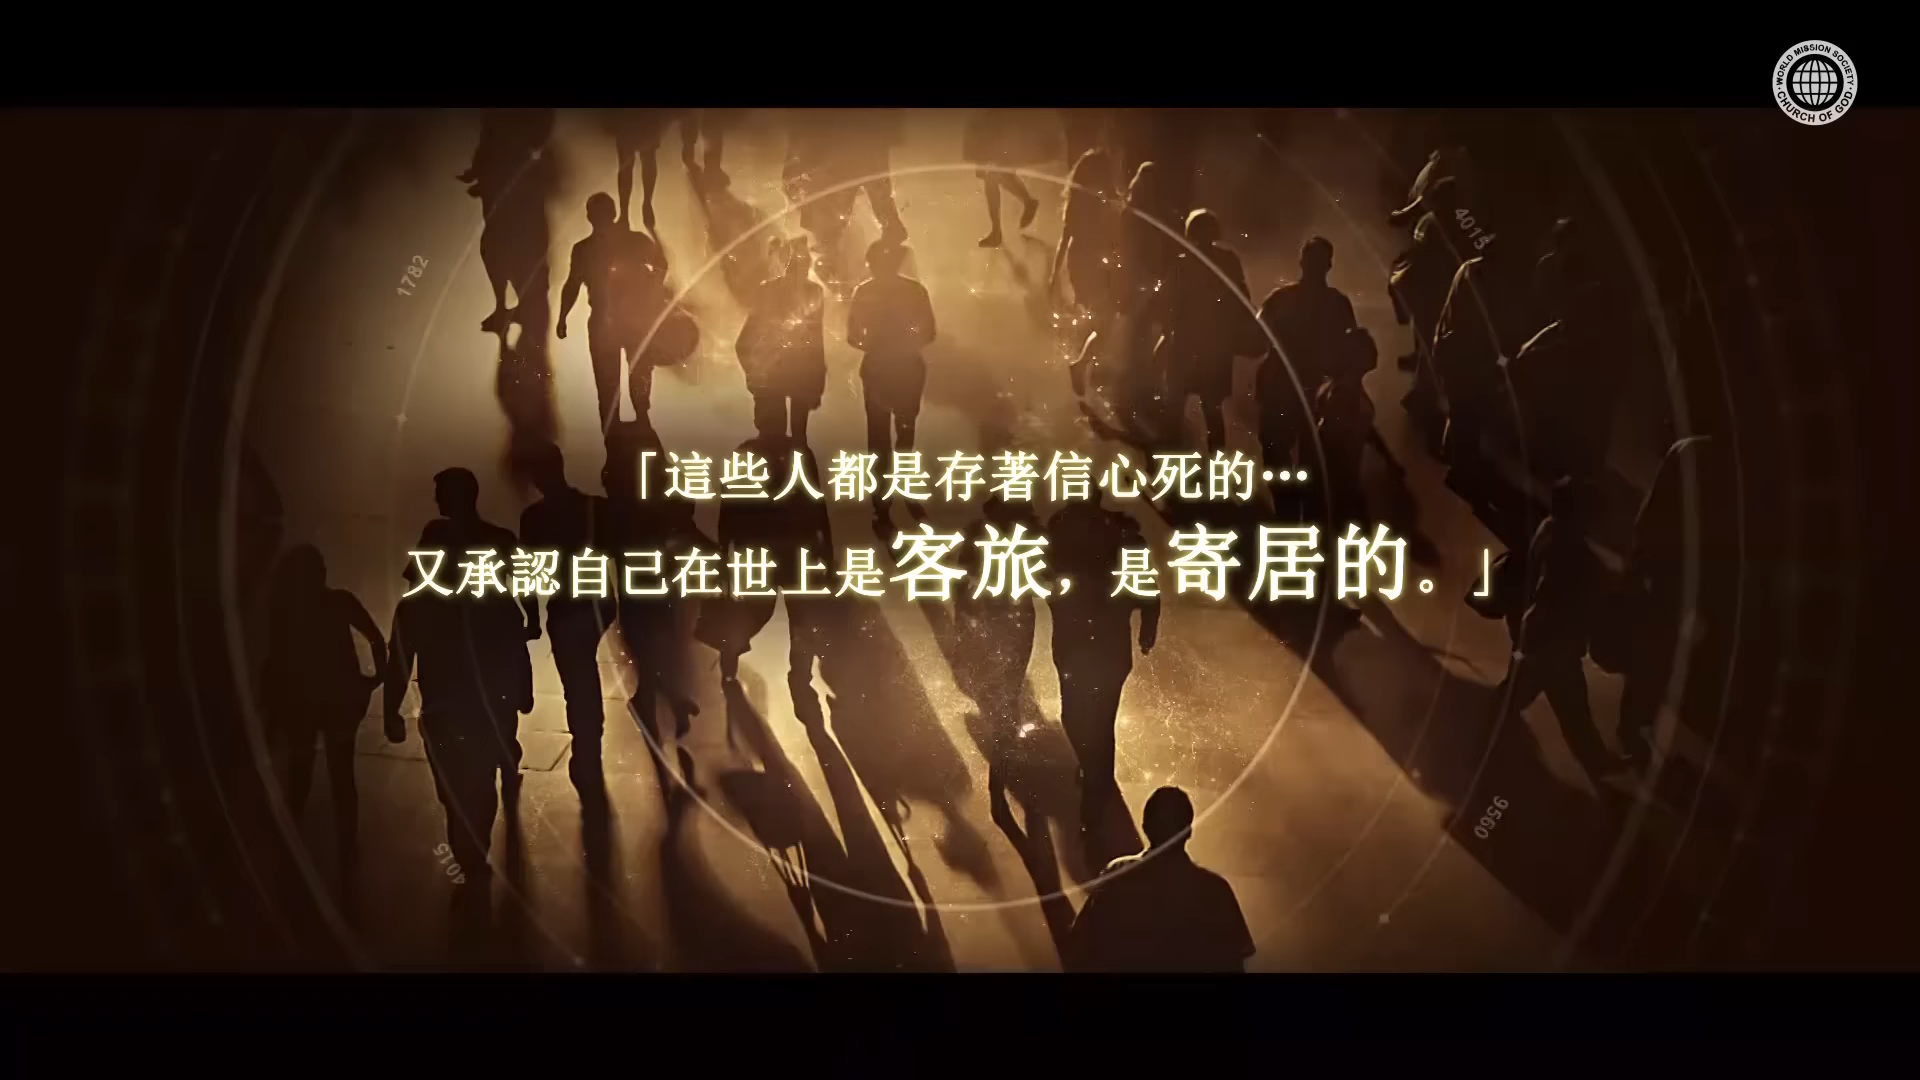 WORLD MISSION SOCIETY
CHURCH OF GOD
1782
4015
「這些人都是存著信心死的…
又承認自己在世上是客旅，是寄居的。」
4015
9560